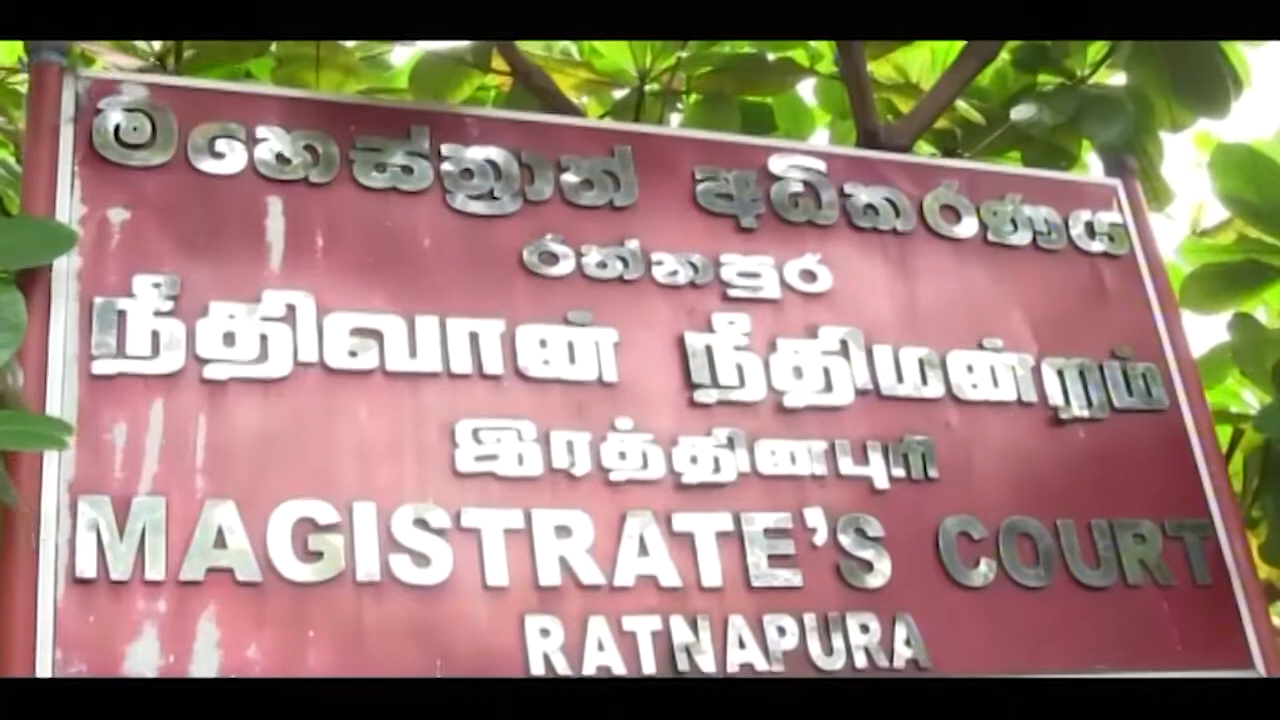 මහෙස්ත්‍රාත් අධිකරණය
රත්නපුර
நீதிவான் நீதிமன்றம்
இரத்தினபுரி
MAGISTRATE'S COURT
RATNAPURA